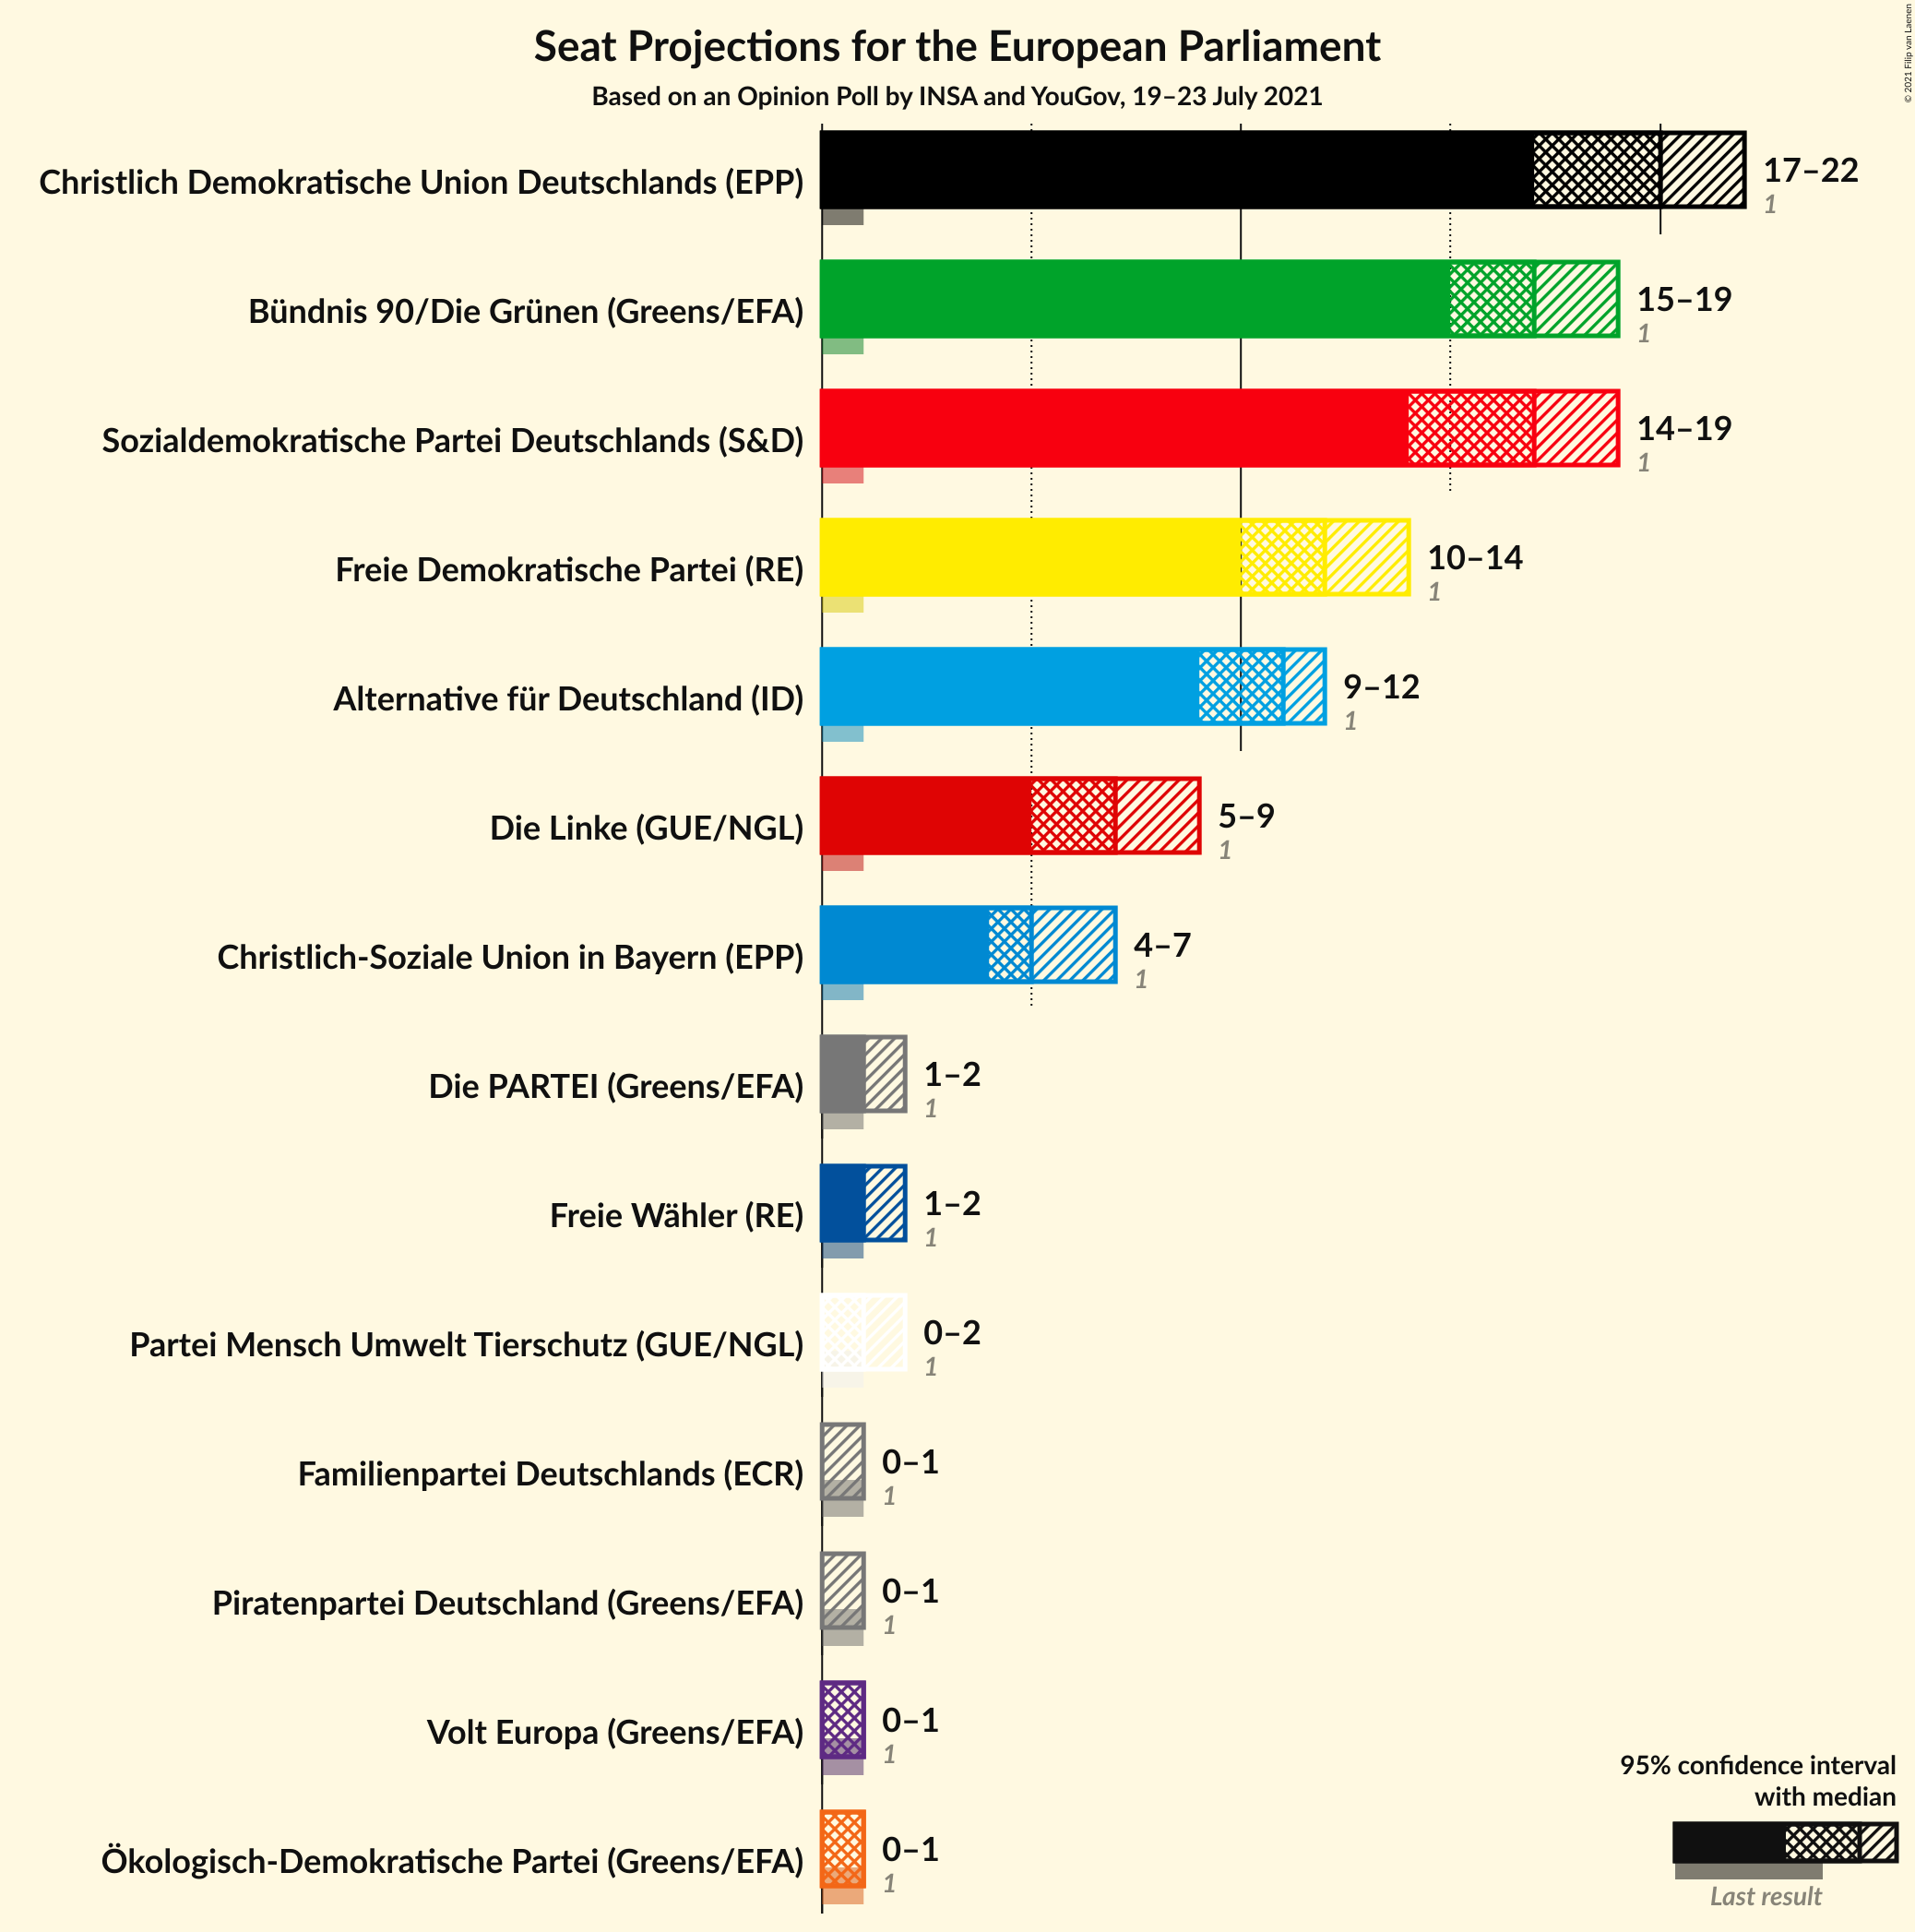 Seat Projections for the European Parliament
Based on an Opinion Poll by INSA and YouGov, 19–23 July 2021
© 2021 Filip van Laenen
Christlich Demokratische Union Deutschlands (EPP)
17–22
1
Bündnis 90/Die Grünen (Greens/EFA)
15–19
1
Sozialdemokratische Partei Deutschlands (S&D)
14–19
1
Freie Demokratische Partei (RE)
10–14
1
Alternative für Deutschland (ID)
9–12
1
Die Linke (GUE/NGL)
5–9
1
Christlich-Soziale Union in Bayern (EPP)
4–7
1
Die PARTEI (Greens/EFA)
1–2
1
Freie Wähler (RE)
1–2
1
Partei Mensch Umwelt Tierschutz (GUE/NGL)
0–2
1
Familienpartei Deutschlands (ECR)
0–1
1
Piratenpartei Deutschland (Greens/EFA)
0–1
1
Volt Europa (Greens/EFA)
0–1
1
Ökologisch-Demokratische Partei (Greens/EFA)
0–1
1
95% confidence interval
with median
Last result